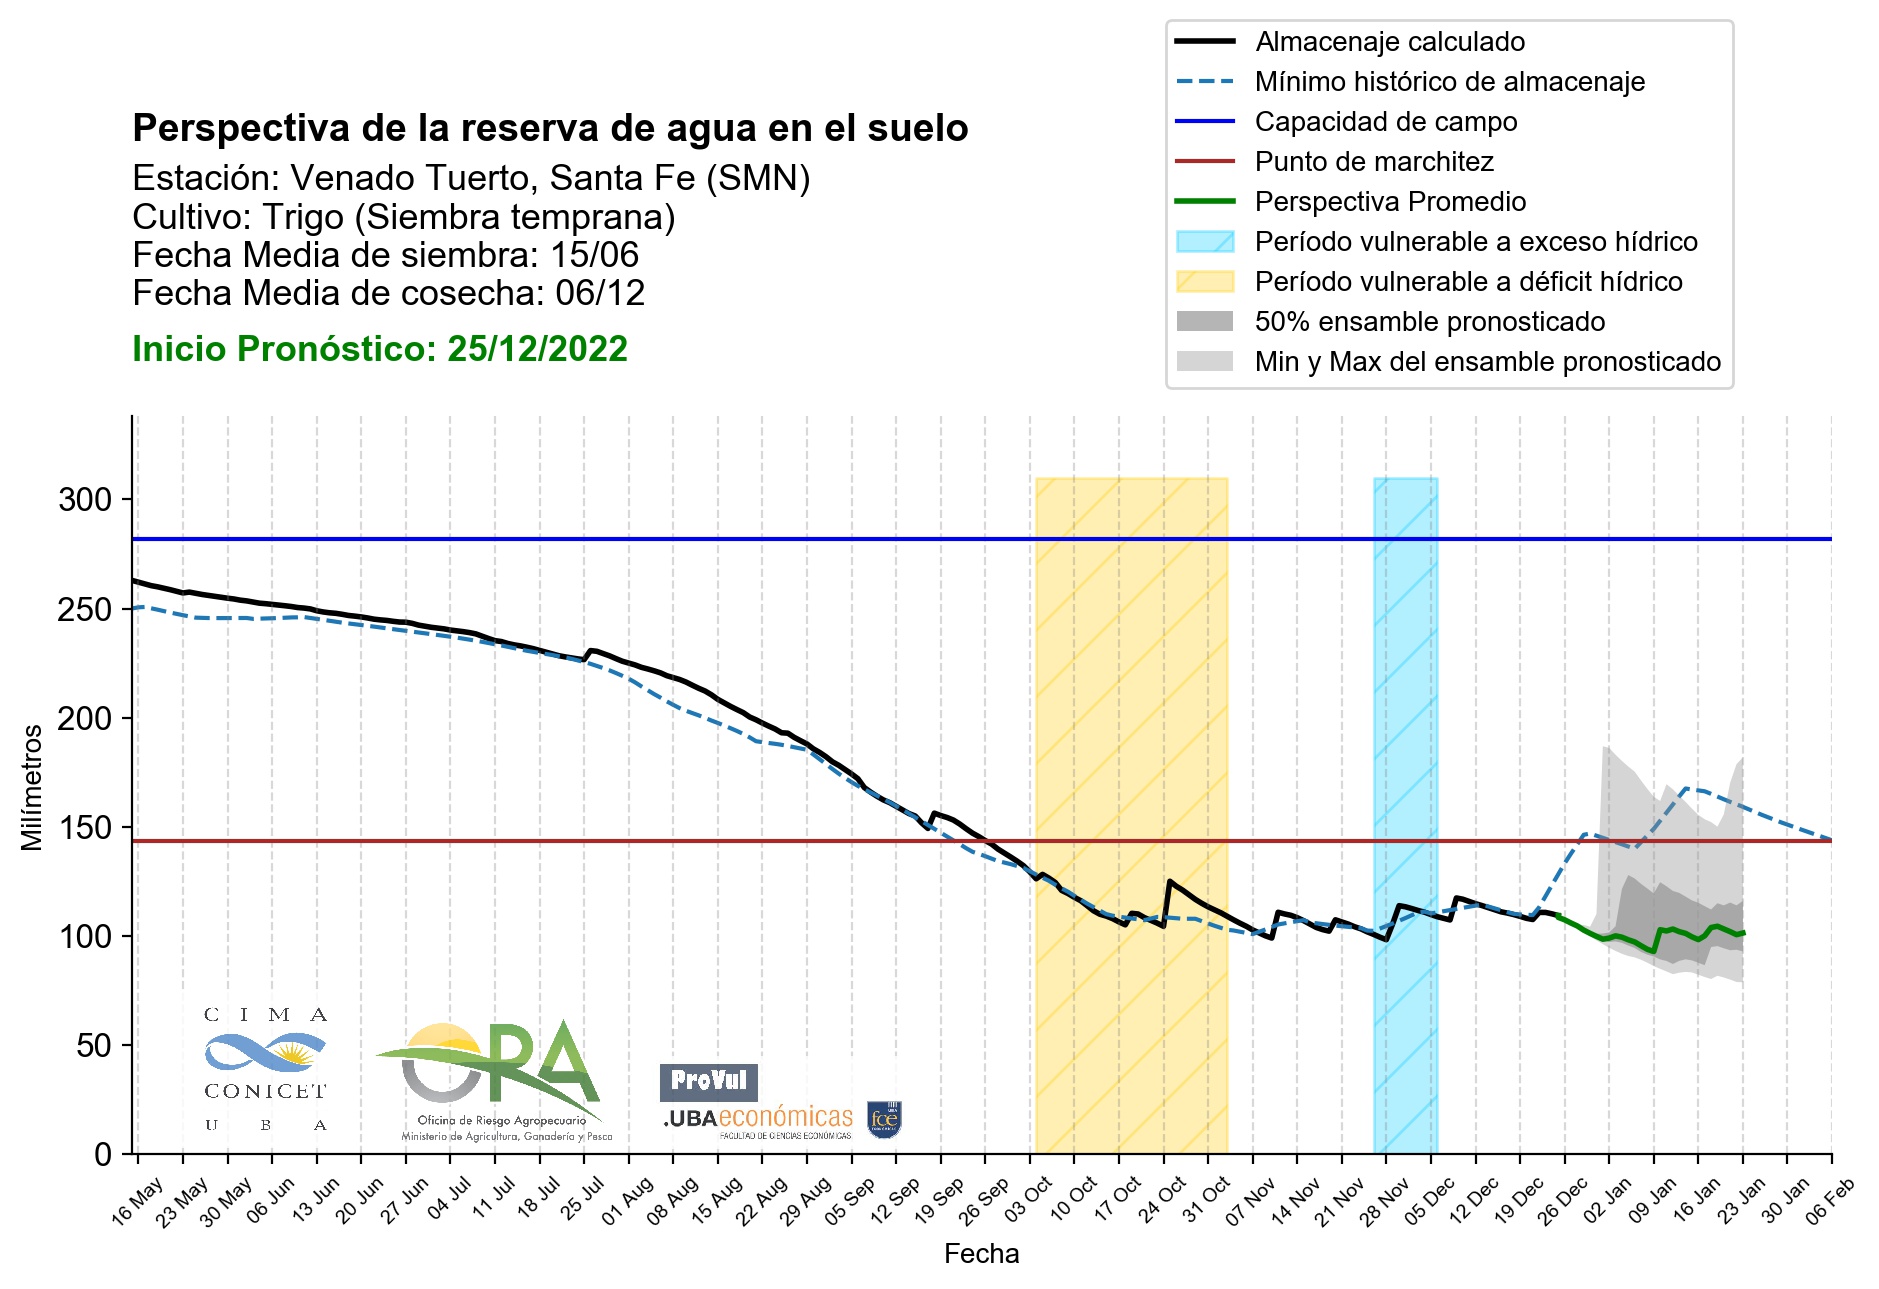 Almacenaje calculado
Mínimo histórico de almacenaje
Capacidad de campo
Punto de marchitez
Perspectiva Promedio
Período vulnerable a exceso hídrico
Período vulnerable a déficit hídrico
50% ensamble pronosticado
Min y Max del ensamble pronosticado
Perspectiva de la reserva de agua en el suelo
Estación: Venado Tuerto, Santa Fe (SMN)
Cultivo: Trigo (Siembra temprana)
Fecha Media de siembra: 15/06
Fecha Media de cosecha: 06/12
Inicio Pronóstico: 25/12/2022
300
250
200
150
100
50
0
Milímetros
C I M A
CONICET
U B A
ORA
Oficina de Riesgo Agropecuario
Ministerio de Agricultura, Ganadería y Pesca
ProVul
.UBAeconómicas
FACULTAD DE CIENCIAS ECONÓMICAS
fce
16 May 23 May 30 May 06 Jun 13 Jun 20 Jun 27 Jun 04 Jul 11 Jul 18 Jul 25 Jul 01 Aug 08 Aug 15 Aug 22 Aug 29 Aug 05 Sep 12 Sep 19 Sep 26 Sep 03 Oct 10 Oct 17 Oct 24 Oct 31 Oct 07 Nov 14 Nov 21 Nov 28 Nov 05 Dec 12 Dec 19 Dec 26 Dec 02 Jan 09 Jan 16 Jan 23 Jan 30 Jan 06 Feb
Fecha